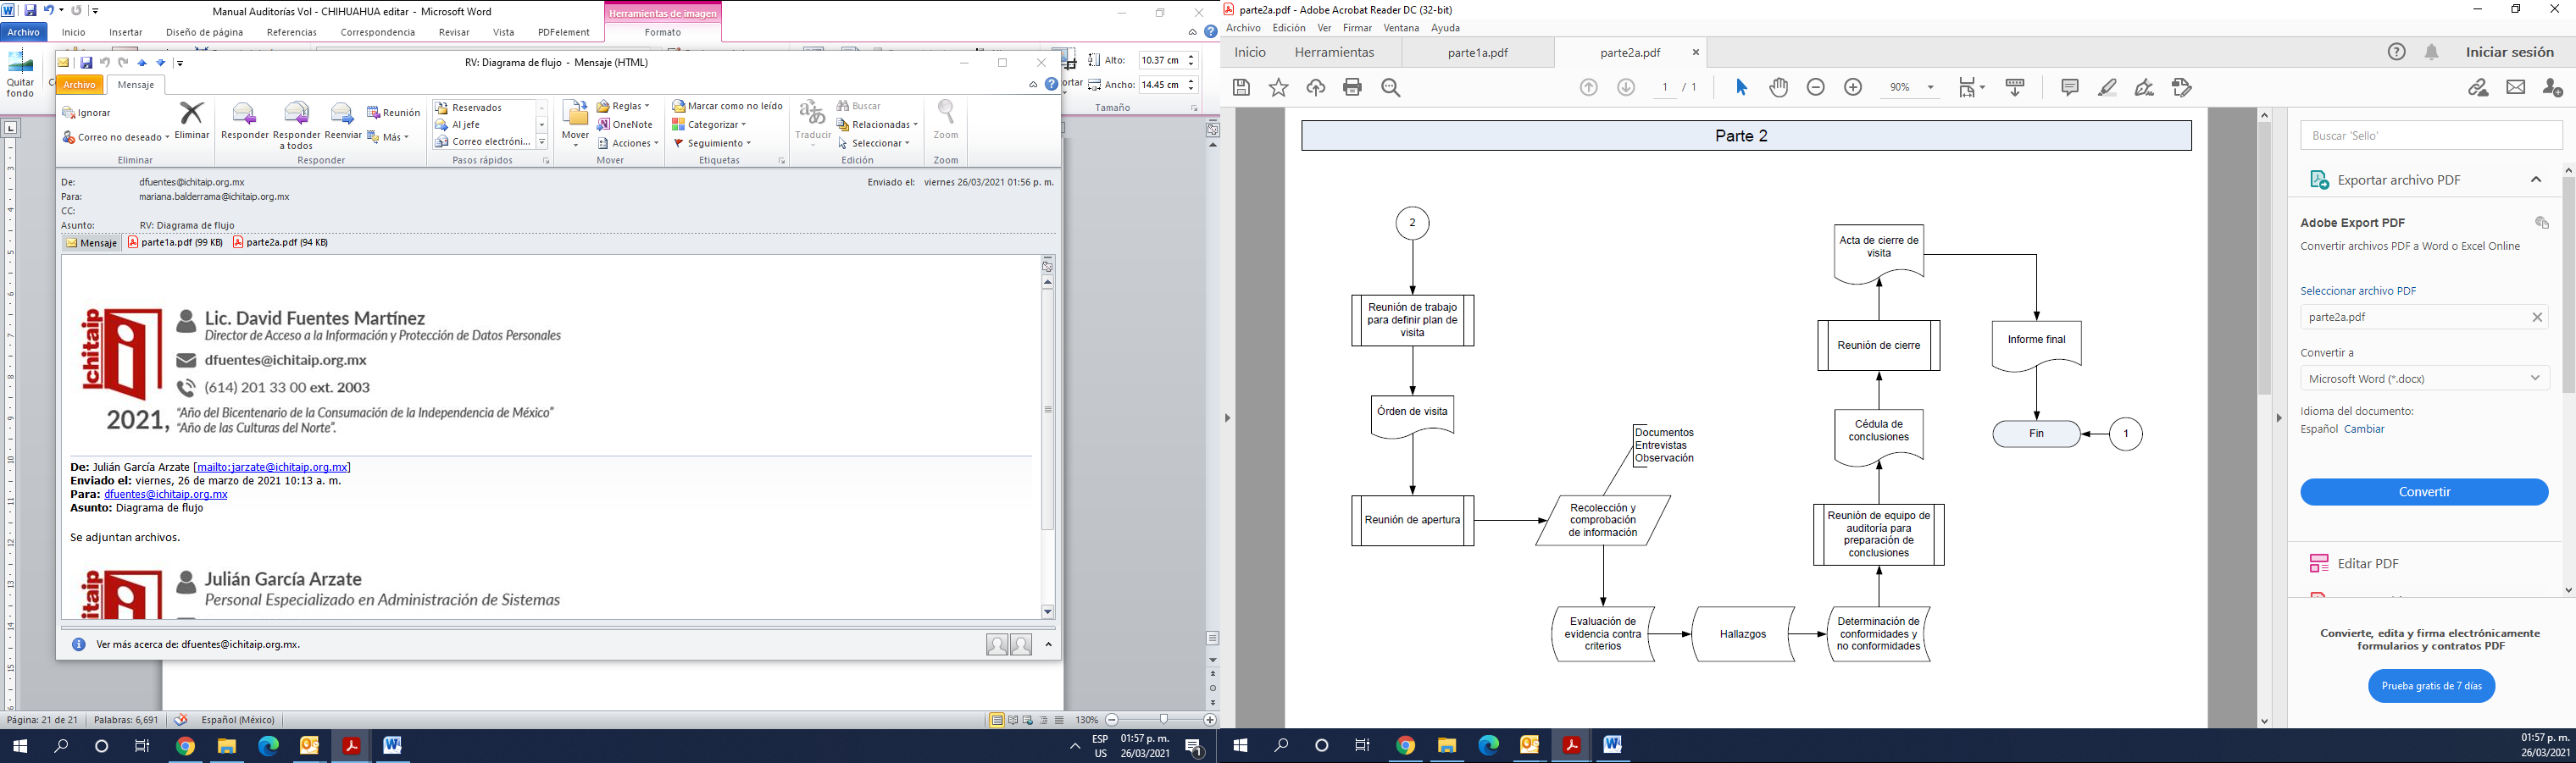 Manual Auditorías Vol - CHIHUAHUA editar - Microsoft Word
Herramientas de imagen
Archivo Inicio Insertar Diseño de página Referencias Correspondencia Revisar Vista PDFelement Formato
Quitar fondo
Alto: 10.37 cm
Ancho: 14.45 cm
Tamaño
RV: Diagrama de flujo - Mensaje (HTML)
Archivo Mensaje
Ignorar
Correo no deseado
Eliminar
Eliminar
Responder
Responder a todos
Reenviar
Reunión
Más
Responder
Reservados
Al jefe
Correo electróni...
Pasos rápidos
Mover
Reglas
OneNote
Acciones
Mover
Marcar como no leído
Categorizar
Seguimiento
Etiquetas
Traducir
Buscar
Relacionadas
Seleccionar
Edición
Zoom
Zoom
De: dfuentes@ichitaip.org.mx
Enviado el: viernes 26/03/2021 01:56 p. m.
Para: mariana.balderrama@ichitaip.org.mx
CC:
Asunto: RV: Diagrama de flujo
Mensaje parte1a.pdf (99 KB) parte2a.pdf (94 KB)
Ichitaip
Lic. David Fuentes Martínez
Director de Acceso a la Información y Protección de Datos Personales
dfuentes@ichitaip.org.mx
(614) 201 33 00 ext. 2003
2021, "Año del Bicentenario de la Consumación de la Independencia de México"
"Año de las Culturas del Norte".
De: Julián García Arzate [mailto:jarzate@ichitaip.org.mx]
Enviado el: viernes, 26 de marzo de 2021 10:13 a. m.
Para: dfuentes@ichitaip.org.mx
Asunto: Diagrama de flujo
Se adjuntan archivos.
Julián García Arzate
Personal Especializado en Administración de Sistemas
Ver más acerca de: dfuentes@ichitaip.org.mx.
Página: 21 de 21 Palabras: 6,691 Español (México) 130%
ESP
US
01:57 p. m.
26/03/2021
1
parte2a.pdf - Adobe Acrobat Reader DC (32-bit)
Archivo Edición Ver Firmar Ventana Ayuda
Inicio Herramientas parte1a.pdf parte2a.pdf
Iniciar sesión
1 / 1
90%
Parte 2
2
Reunión de trabajo
para definir plan de
visita
Órden de visita
Reunión de apertura
Recolección y
comprobación
de información
Documentos
Entrevistas
Observación
Evaluación de
evidencia contra
criterios
Hallazgos
Determinación de
conformidades y
no conformidades
Reunión de equipo de
auditoría para
preparación de
conclusiones
Cédula de
conclusiones
Reunión de cierre
Acta de cierre de
visita
Informe final
Fin
1
Buscar 'Sello'
Exportar archivo PDF
Adobe Export PDF
Convertir archivos PDF a Word o Excel Online
Seleccionar archivo PDF
parte2a.pdf
Convertir a
Microsoft Word (*.docx)
Idioma del documento:
Español Cambiar
Convertir
Editar PDF
Convierte, edita y firma electrónicamente
formularios y contratos PDF
Prueba gratis de 7 días
01:57 p. m.
26/03/2021